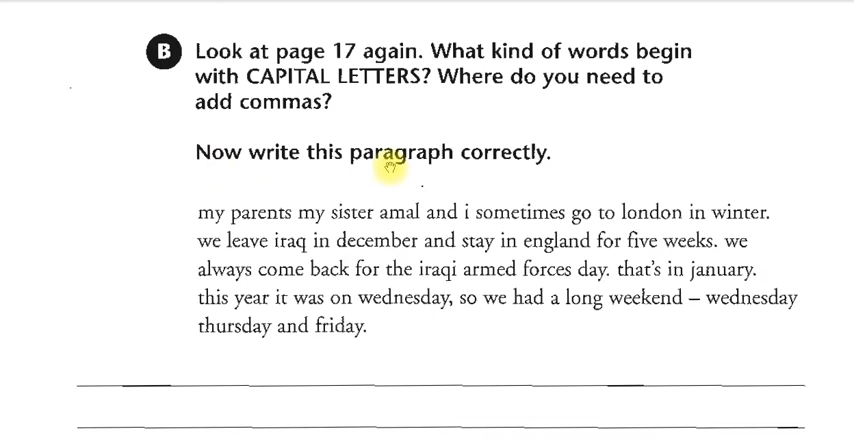 B Look at page 17 again. What kind of words begin
with CAPITAL LETTERS? Where do you need to
add commas?
Now write this paragraph correctly.
my parents my sister amal and i sometimes go to london in winter.
we leave iraq in december and stay in england for five weeks. we
always come back for the iraqi armed forces day. that's in january.
this year it was on wednesday, so we had a long weekend – wednesday
thursday and friday.